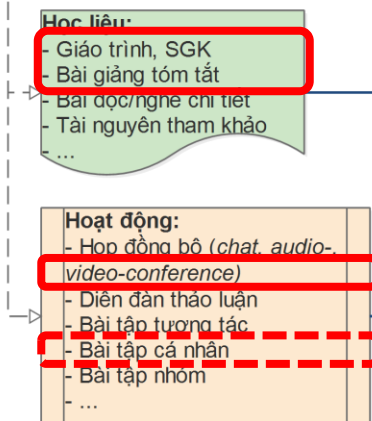 Học liệu:
- Giáo trình, SGK
- Bài giảng tóm tắt
- Bài đọc/nghe chi tiết
- Tài nguyên tham khảo
- ...
Hoạt động:
- Họp đồng bộ (chat, audio-,
video-conference)
- Diễn đàn thảo luận
- Bài tập tương tác
- Bài tập cá nhân
- Bài tập nhóm
- ...